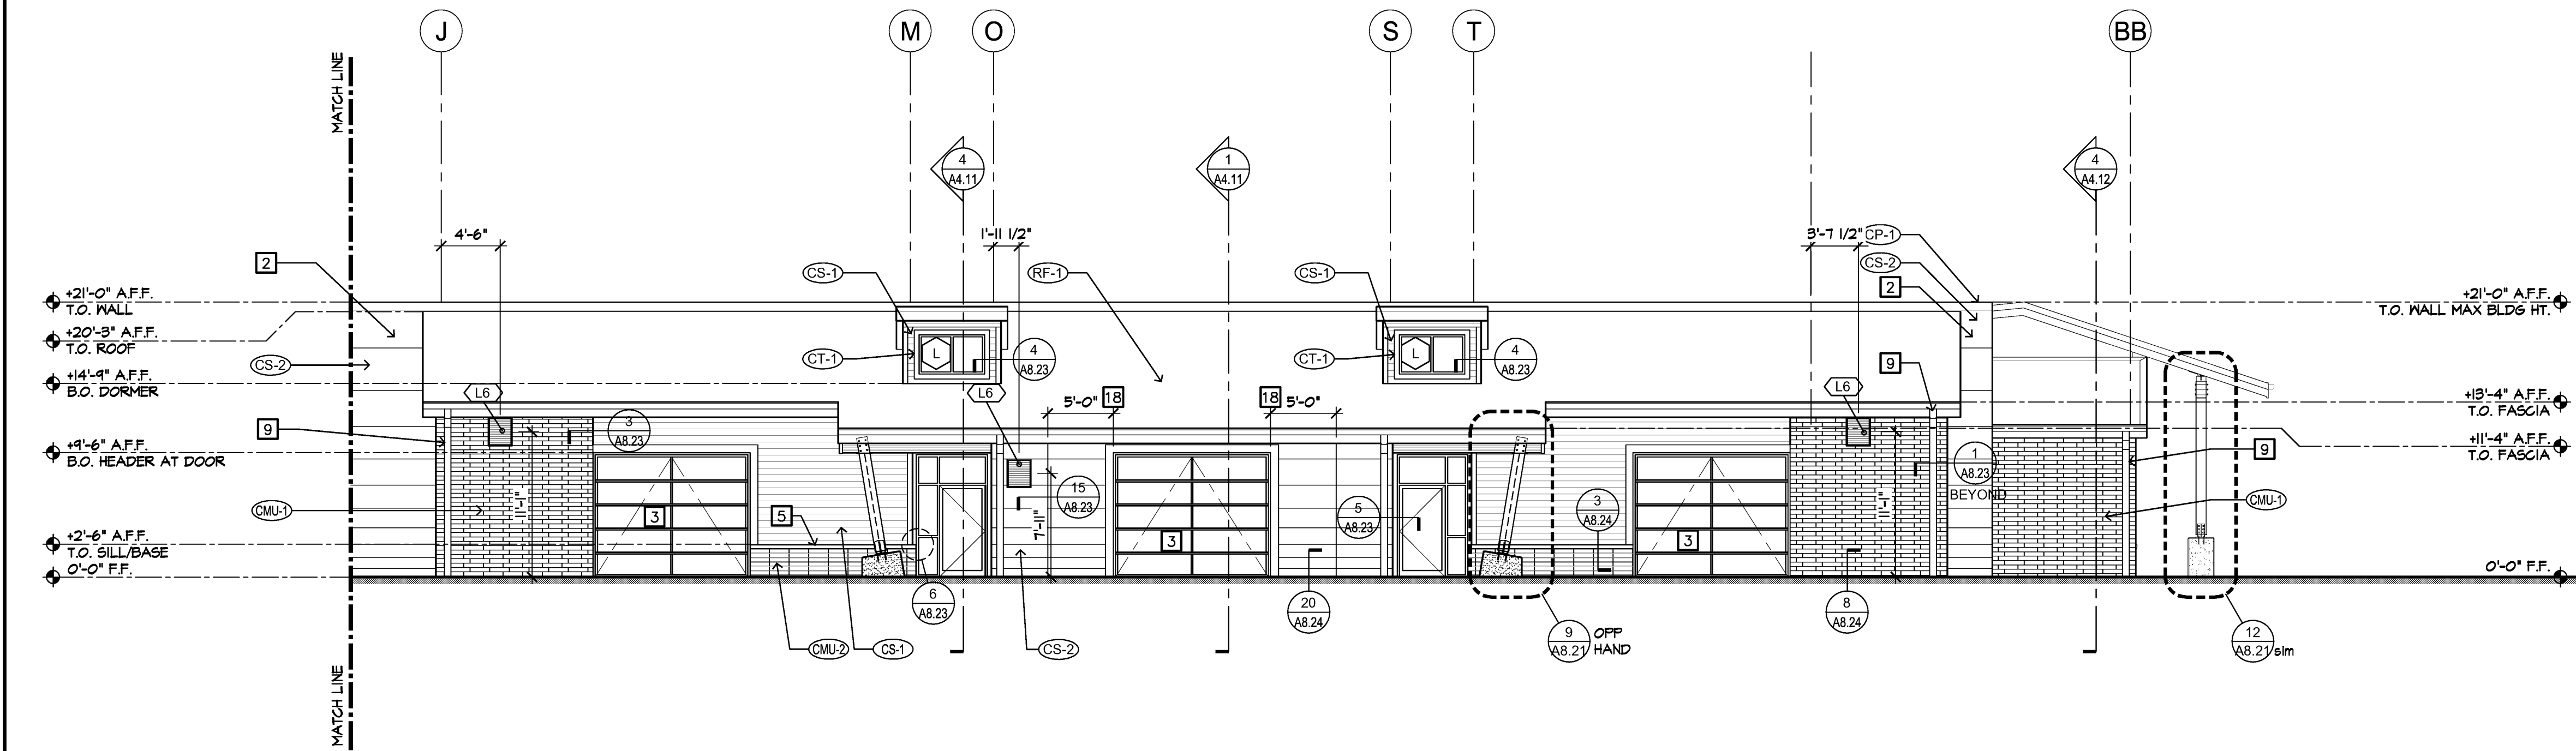 J
M
O
S
T
BB
MATCH LINE
4
A4.11
1
A4.11
4
A4.12
4'-6"
1'-11 1/2"
3'-7 1/2"
CP-1
2
CS-1
RF-1
CS-1
CS-2
2
+21'-0" A.F.F.
T.O. WALL
+21'-0" A.F.F.
T.O. WALL MAX BLDG HT.
+20'-3" A.F.F.
T.O. ROOF
CS-2
CT-1
L
4
A8.23
CT-1
L
4
A8.23
9
+14'-9" A.F.F.
B.O. DORMER
L6
L6
5'-0"
18
18
5'-0"
L6
+13'-4" A.F.F.
T.O. FASCIA
9
3
A8.23
+9'-6" A.F.F.
B.O. HEADER AT DOOR
+11'-4" A.F.F.
T.O. FASCIA
9
1
A8.23
BEYOND
CMU-1
11'-1"
3
5
15
A8.23
7'-11"
3
5
A8.23
3
A8.24
3
11'-1"
CMU-1
+2'-6" A.F.F.
T.O. SILL/BASE
0'-0" F.F.
0'-0" F.F.
6
A8.23
20
A8.24
8
A8.24
CMU-2
CS-1
CS-2
9
A8.21
OPP
HAND
12
A8.21
sim
MATCH LINE